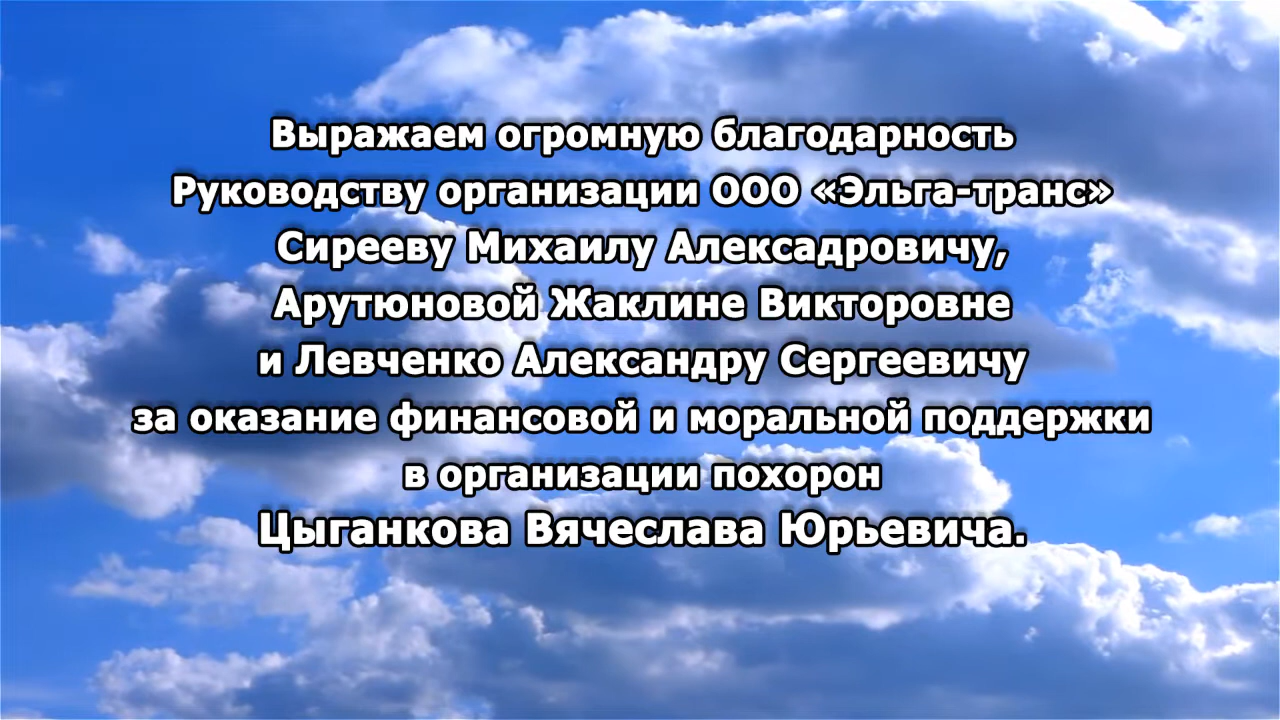 Выражаем огромную благодарность
Руководству организации ООО «Эльга-транс»
Сирееву Михаилу Алексадровичу,
Арутюновой Жаклине Викторовне
и Левченко Александру Сергеевичу
за оказание финансовой и моральной поддержки
в организации похорон
Цыганкова Вячеслава Юрьевича.